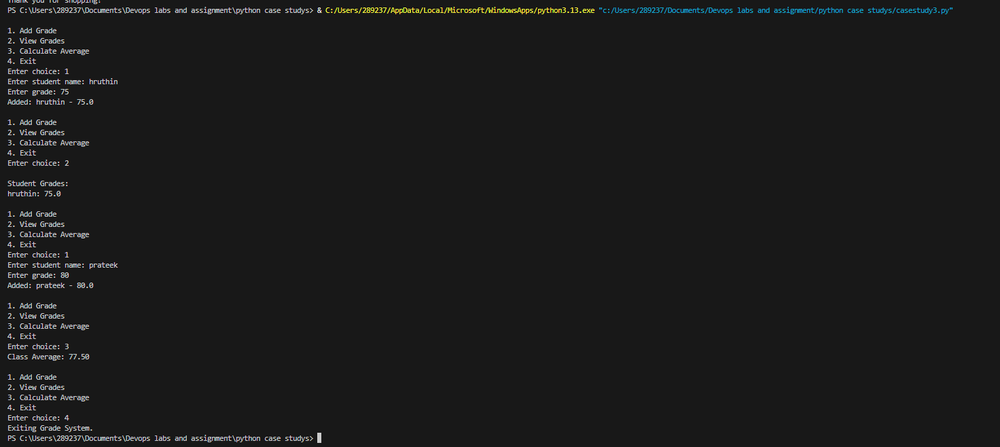 Thank you for shopping!
PS C:\Users\289237\Documents\Devops labs and assignment\python case studys> & C:/Users/289237/AppData/Local/Microsoft/WindowsApps/python3.13.exe "c:/Users/289237/Documents/Devops labs and assignment/python case studys/casestudy3.py"
1. Add Grade
2. View Grades
3. Calculate Average
4. Exit
Enter choice: 1
Enter student name: hruthin
Enter grade: 75
Added: hruthin - 75.0
1. Add Grade
2. View Grades
3. Calculate Average
4. Exit
Enter choice: 2
Student Grades:
hruthin: 75.0
1. Add Grade
2. View Grades
3. Calculate Average
4. Exit
Enter choice: 1
Enter student name: prateek
Enter grade: 80
Added: prateek - 80.0
1. Add Grade
2. View Grades
3. Calculate Average
4. Exit
Enter choice: 3
Class Average: 77.50
1. Add Grade
2. View Grades
3. Calculate Average
4. Exit
Enter choice: 4
Exiting Grade System.
PS C:\Users\289237\Documents\Devops labs and assignment\python case studys>